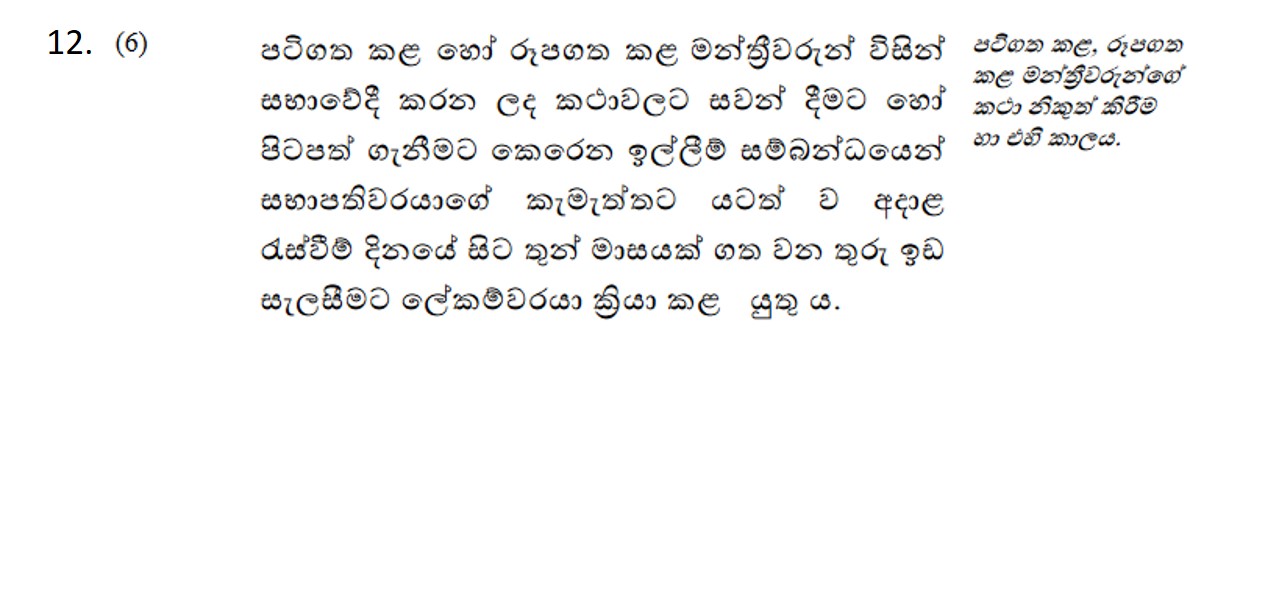 12. (6)
පටිගත කළ හෝ රූපගත කළ මන්ත්‍රීවරුන් විසින්
සභාවේදී කරන ලද කථාවලට සවන් දීමට හෝ
පිටපත් ගැනීමට කෙරෙන ඉල්ලීම් සම්බන්ධයෙන්
සභාපතිවරයාගේ කැමැත්තට යටත් ව අදාළ
රැස්වීම් දිනයේ සිට තුන් මාසයක් ගත වන තුරු ඉඩ
සැලසීමට ලේකම්වරයා ක්‍රියා කළ යුතු ය.
පටිගත කළ, රූපගත
කළ මන්ත්‍රීවරුන්ගේ
කථා නිකුත් කිරීම
හා එහි කාලය.